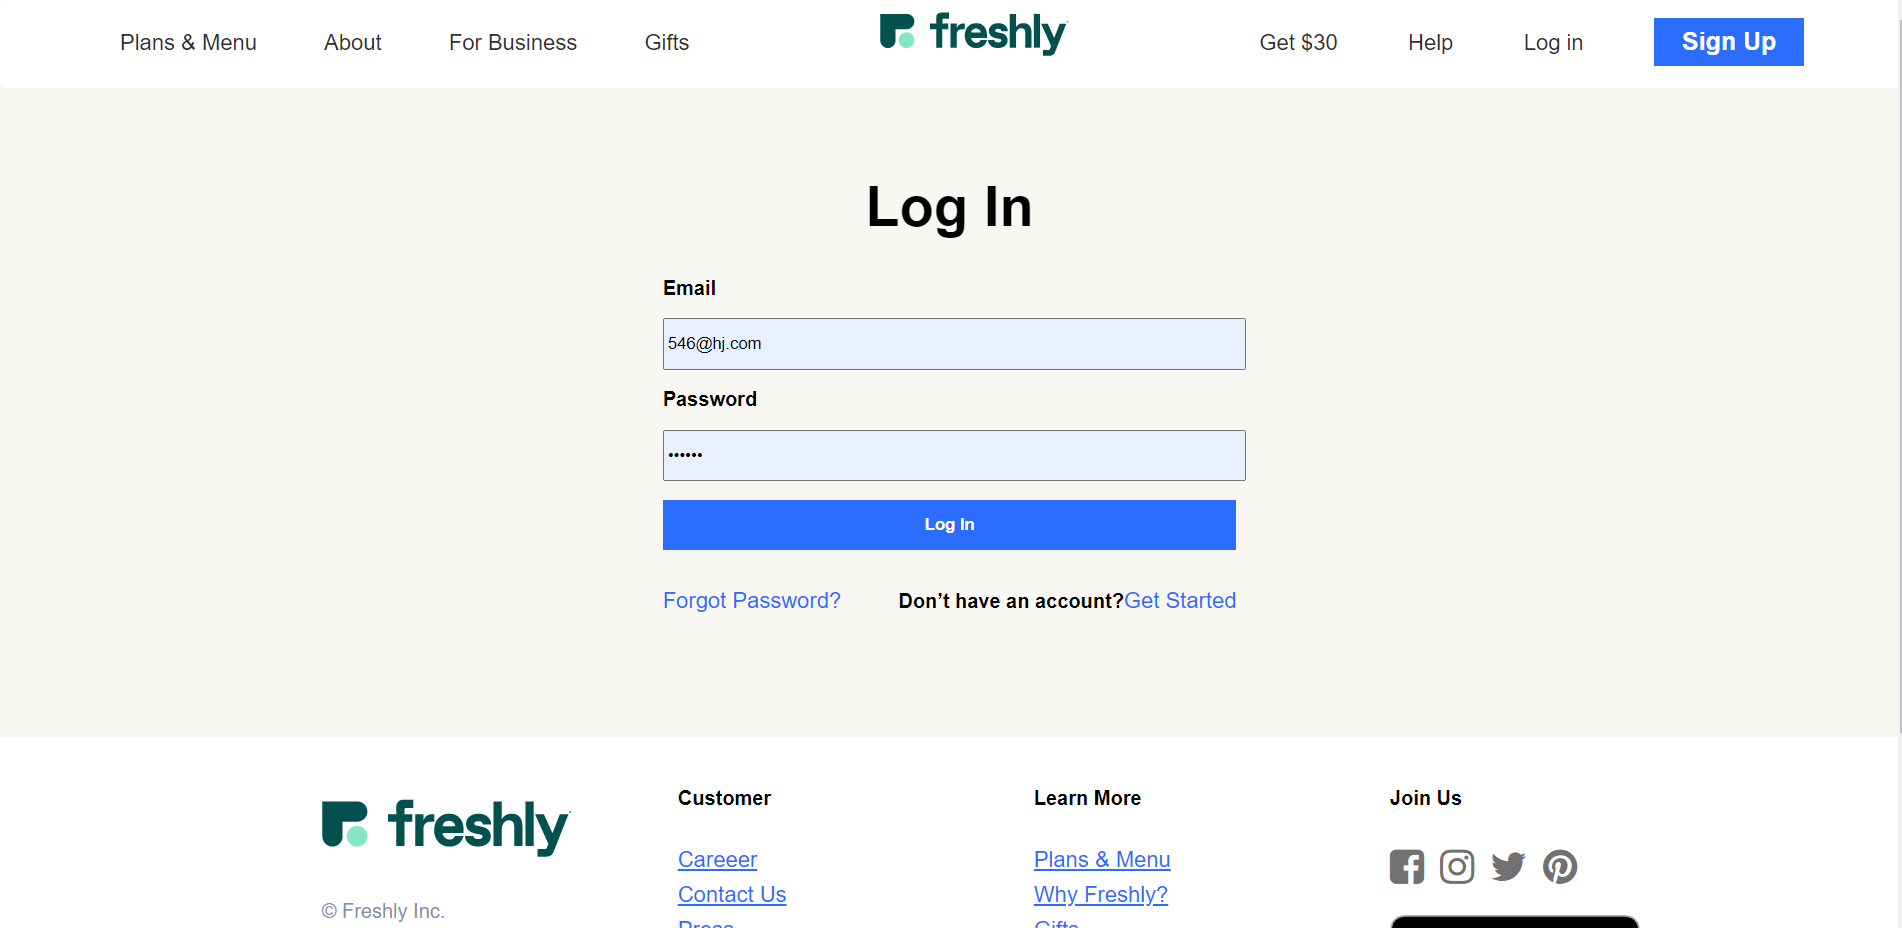 Plans & Menu About For Business Gifts freshly Get $30 Help Log in Sign Up
Log In
Email
546@hj.com
Password
••••••
Log In
Forgot Password? Don’t have an account?Get Started
freshly
© Freshly Inc.
Customer
Careeer
Contact Us
Press
Learn More
Plans & Menu
Why Freshly?
Gifts
Join Us